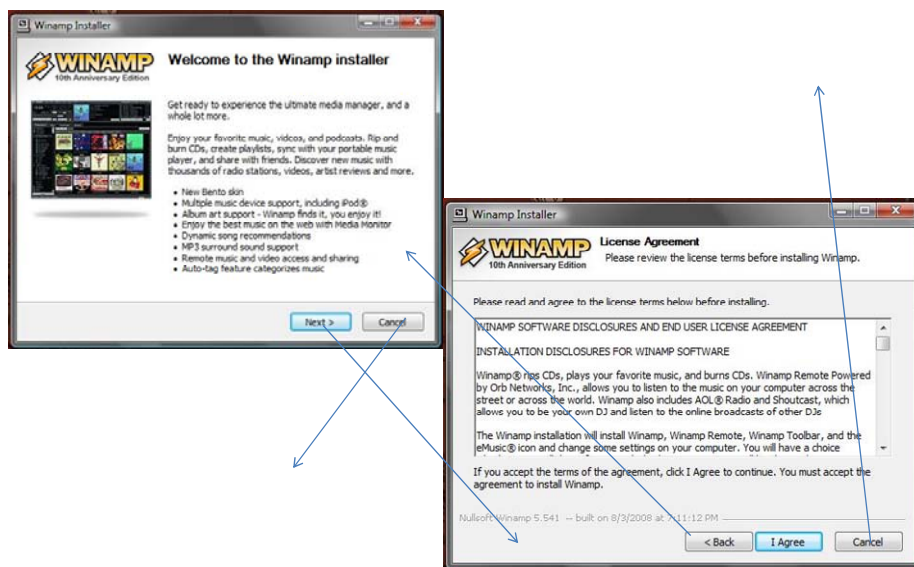 Winamp Installer
WINAMP
10th Anniversary Edition
Welcome to the Winamp installer
Get ready to experience the ultimate media manager, and a
whole lot more.
Enjoy your favorite music, videos, and podcasts. Rip and
burn CDs, create playlists, sync with your portable music
player, and share with friends. Discover new music with
thousands of radio stations, videos, artist reviews and more.
• New Bento skin
• Multiple music device support, including iPod®
• Album art support - Winamp finds it, you enjoy it!
• Enjoy the best music on the web with Media Monitor
• Dynamic song recommendations
• MP3 surround sound support
• Remote music and video access and sharing
• Auto-tag feature categorizes music
Next > Cancel
Winamp Installer
WINAMP
10th Anniversary Edition
License Agreement
Please review the license terms before installing Winamp.
Please read and agree to the license terms below before installing.
WINAMP SOFTWARE DISCLOSURES AND END USER LICENSE AGREEMENT
INSTALLATION DISCLOSURES FOR WINAMP SOFTWARE
Winamp® rips CDs, plays your favorite music, and burns CDs. Winamp Remote Powered
by Orb Networks, Inc., allows you to listen to the music on your computer across the
street or across the world. Winamp also includes AOL® Radio and Shoutcast, which
allows you to be your own DJ and listen to the online broadcasts of other DJs
The Winamp installation will install Winamp, Winamp Remote, Winamp Toolbar, and the
eMusic® icon and change some settings on your computer. You will have a choice
If you accept the terms of the agreement, click I Agree to continue. You must accept the
agreement to install Winamp.
Nullsoft Winamp 5.541 -- built on 8/3/2008 at 7:11:12 PM
< Back I Agree Cancel